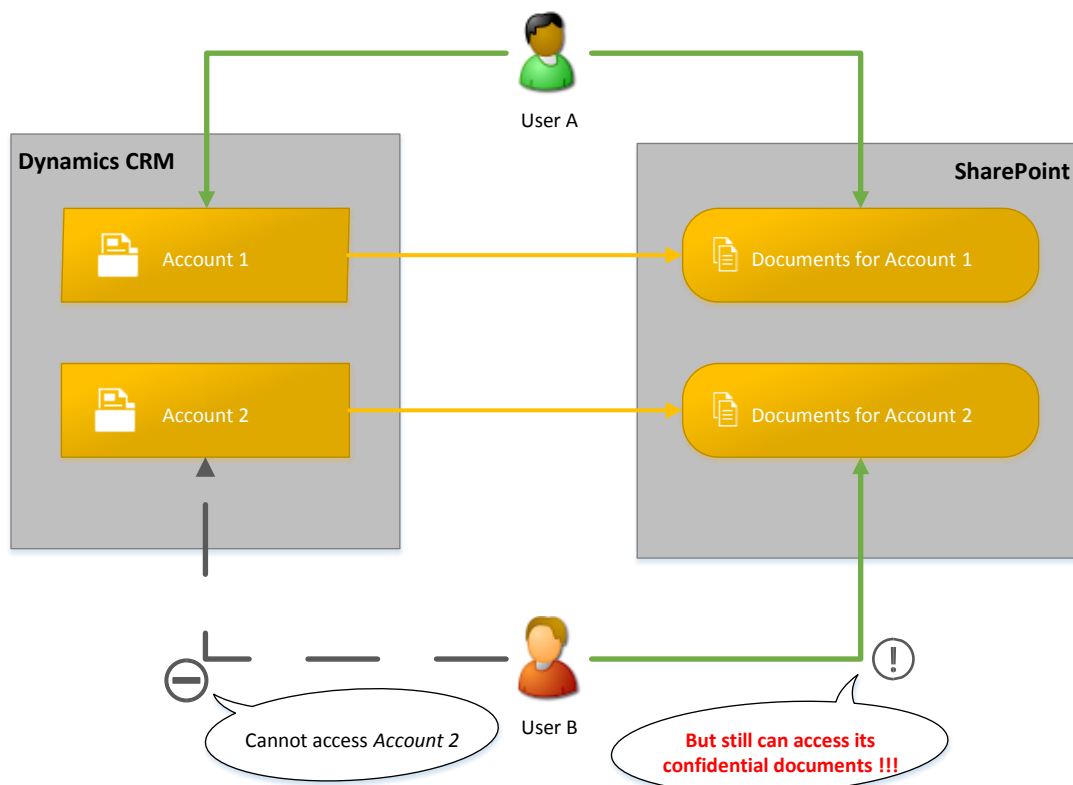 User A
Dynamics CRM
SharePoint
Account 1
Documents for Account 1
Account 2
Documents for Account 2
User B
Cannot access Account 2
But still can access its
confidential documents !!!